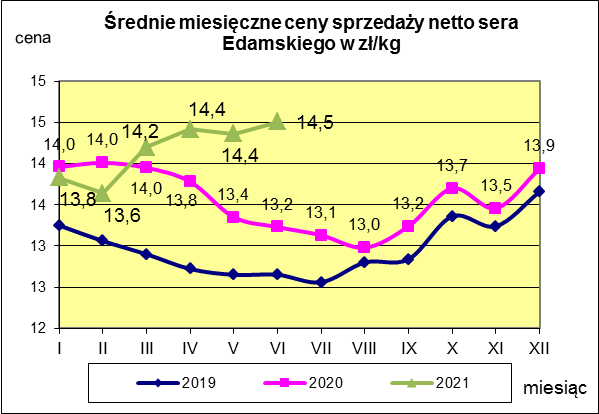 Średnie miesięczne ceny sprzedaży netto sera
Edamskiego w zł/kg
cena
15
15
14
14
13
13
12
14,0 14,0 14,0 13,8 13,4 13,2 13,1 13,0 13,2 13,7 13,5 13,9
13,8 13,6 14,2 14,4 14,4 14,5
I II III IV V VI VII VIII IX X XI XII
2019 2020 2021
miesiąc